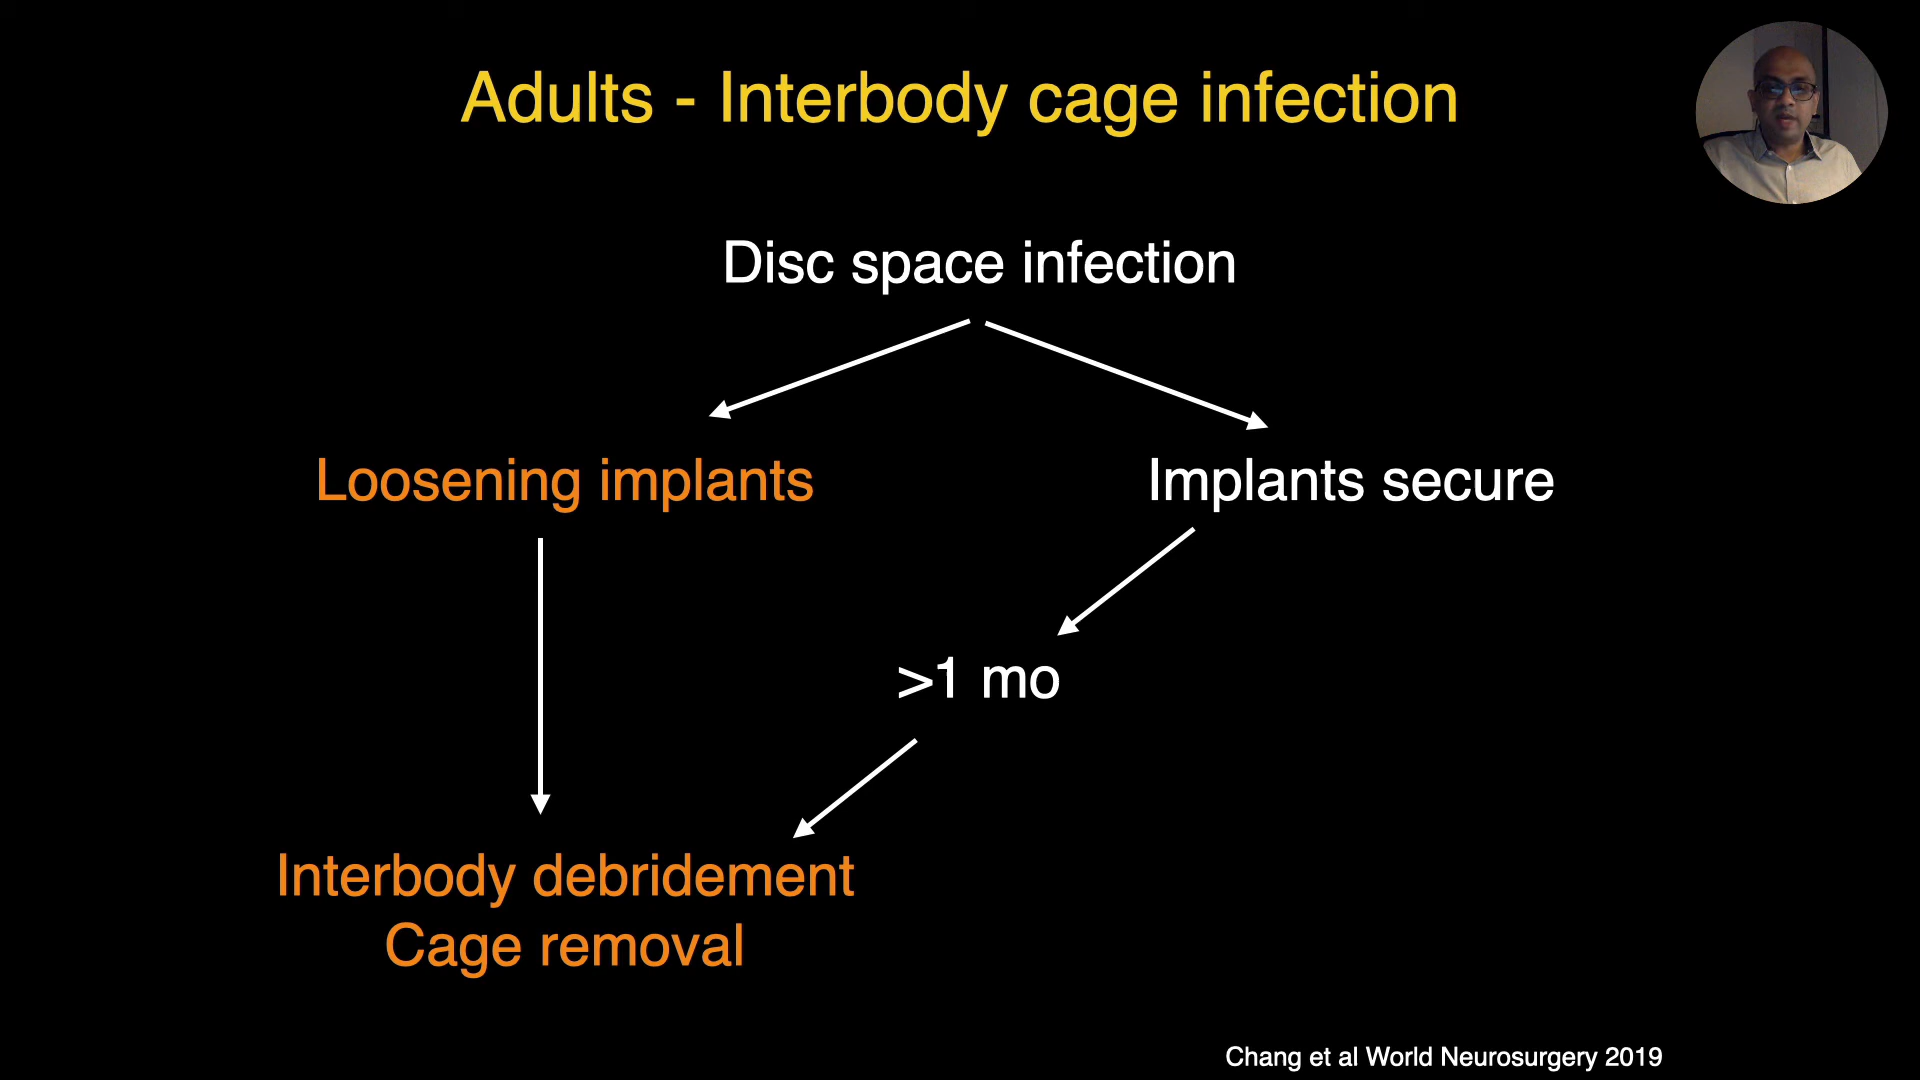 Adults - Interbody cage infection
Disc space infection
Loosening implants
Implants secure
>1 mo
Interbody debridement
Cage removal
Chang et al World Neurosurgery 2019